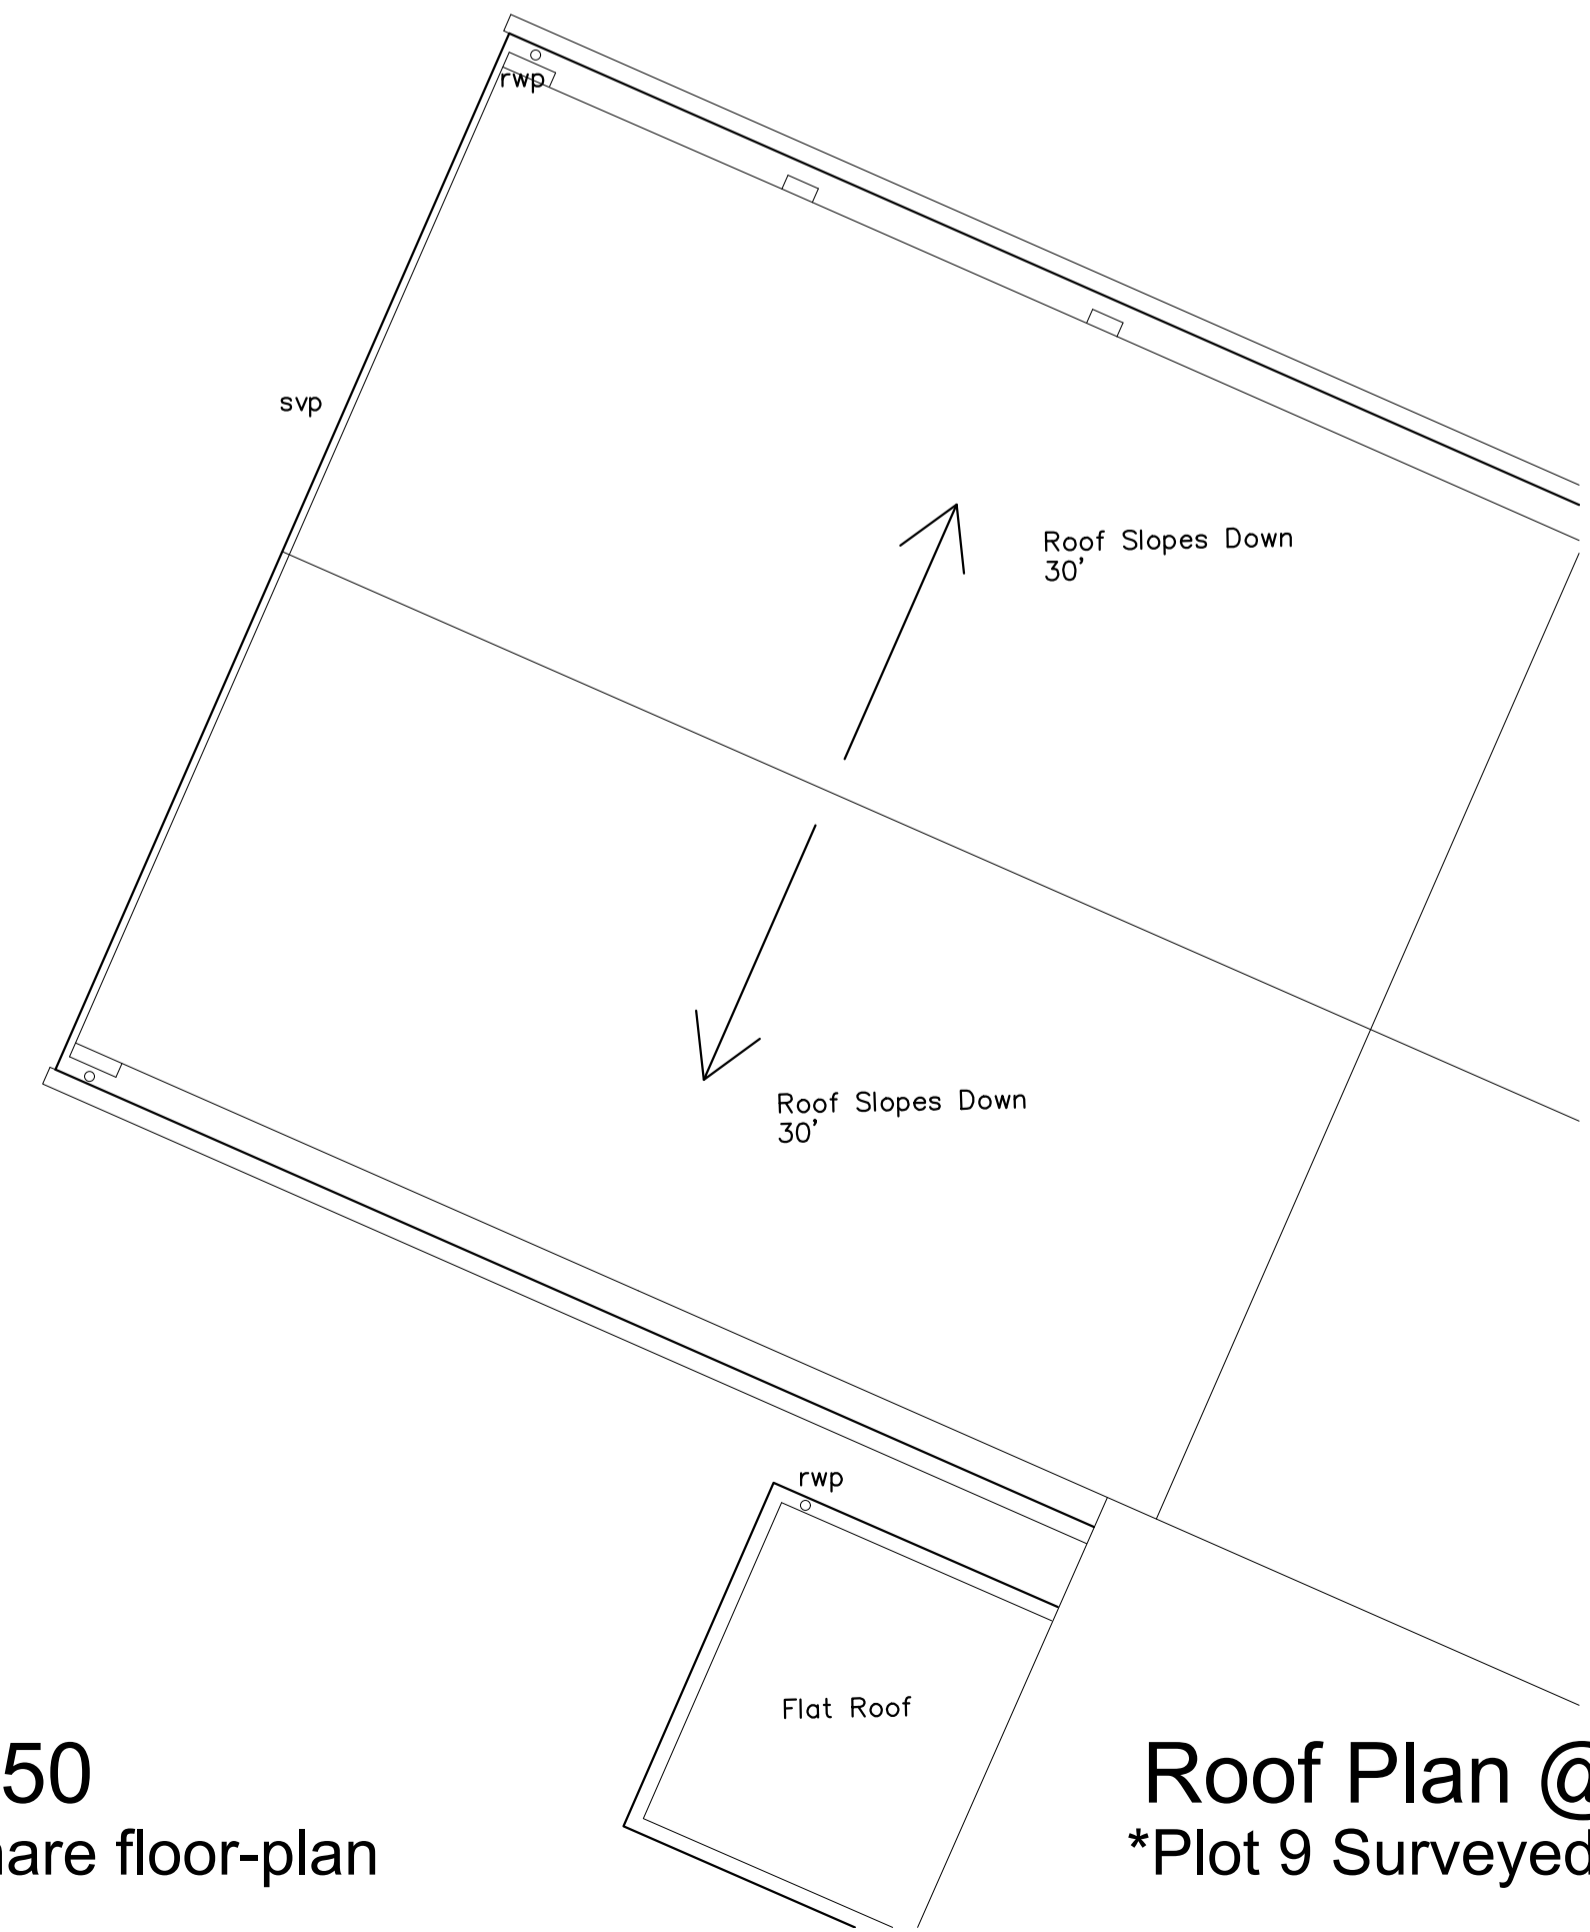 rwp
svp
Roof Slopes Down
30'
Roof Slopes Down
30'
rwp
Flat Roof
50
floor-plan
Roof Plan @
*Plot 9 Surveyed